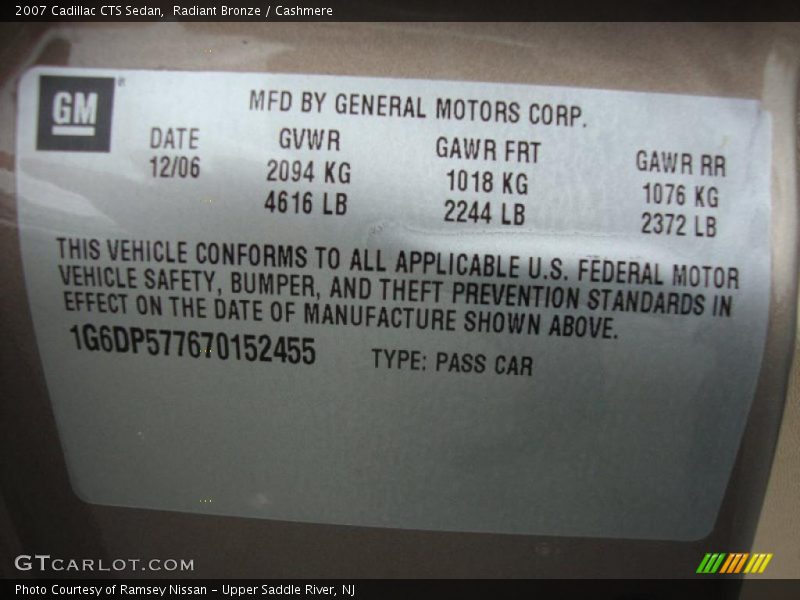 2007 Cadillac CTS Sedan,  Radiant Bronze / Cashmere
GM
MFD BY GENERAL MOTORS CORP.
DATE GVWR GAWR FRT GAWR RR
12/06 2094 KG 1018 KG 1076 KG
4616 LB 2244 LB 2372 LB
THIS VEHICLE CONFORMS TO ALL APPLICABLE U.S. FEDERAL MOTOR
VEHICLE SAFETY, BUMPER, AND THEFT PREVENTION STANDARDS IN
EFFECT ON THE DATE OF MANUFACTURE SHOWN ABOVE.
1G6DP577670152455 TYPE: PASS CAR
GTCARLOT.COM
Photo Courtesy of Ramsey Nissan - Upper Saddle River, NJ